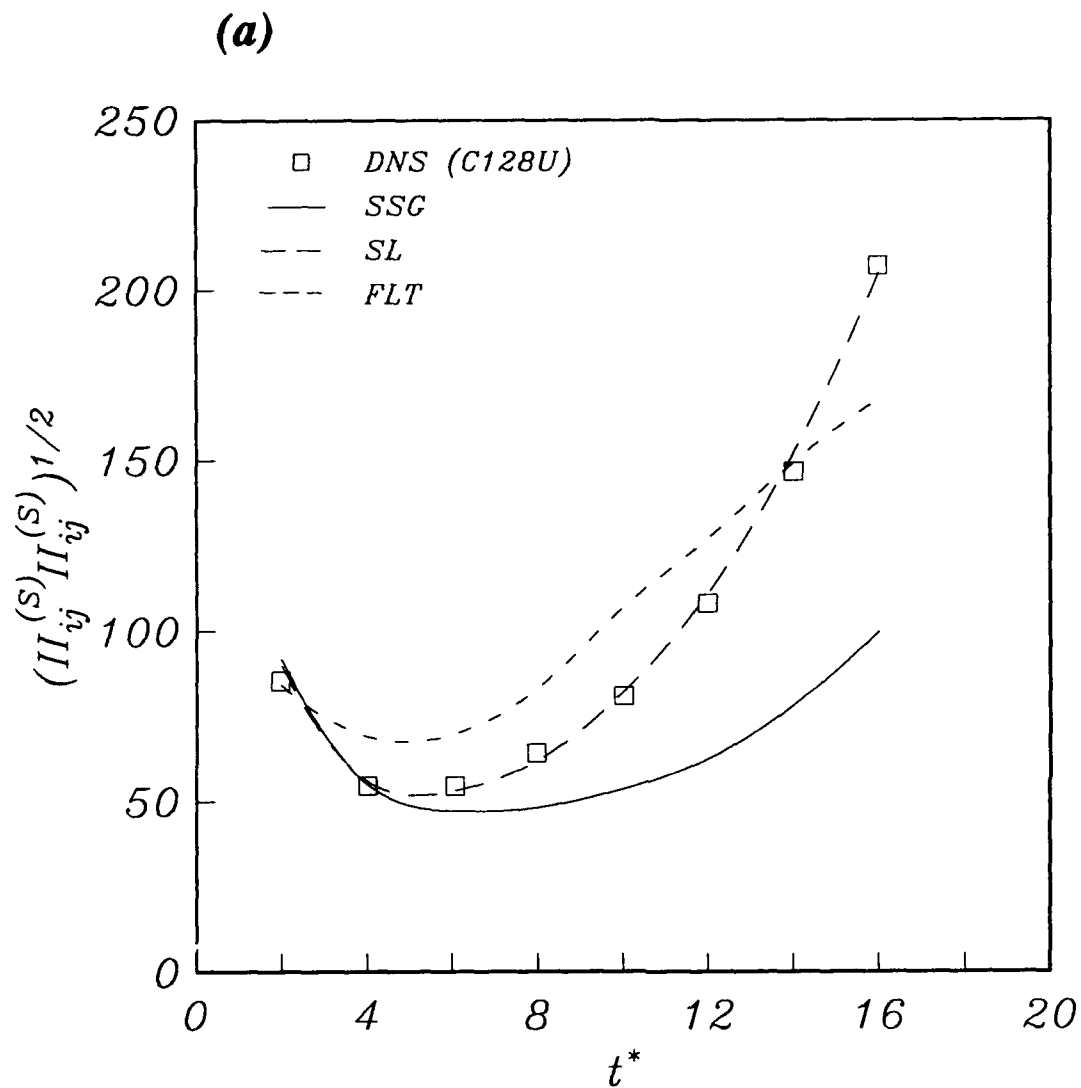 (a)
250
200
150
100
50
0
(II_{ij}^{(S)} II_{ij}^{(S)})^{1/2}
DNS (C128U)
SSG
SL
FLT
0 4 8 12 16 20
t*